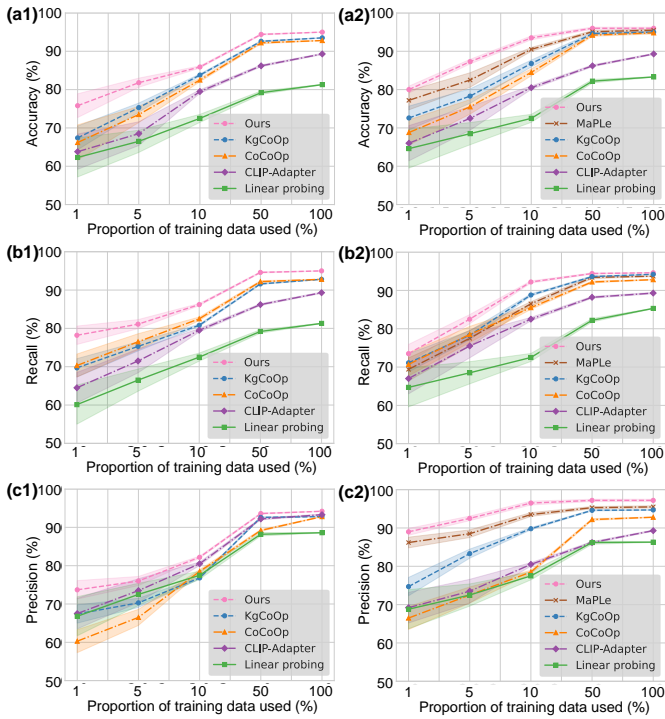 (a1)
100
90
80
70
60
50
Accuracy (%)
Ours
KgCoOp
CoCoOp
CLIP-Adapter
Linear probing
1
5
10
50
100
Proportion of training data used (%)
(a2)
100
90
80
70
60
50
Accuracy (%)
Ours
MaPLe
KgCoOp
CoCoOp
CLIP-Adapter
Linear probing
1
5
10
50
100
Proportion of training data used (%)
(b1)
100
90
80
70
60
50
Recall (%)
Ours
KgCoOp
CoCoOp
CLIP-Adapter
Linear probing
1
5
10
50
100
Proportion of training data used (%)
(b2)
100
90
80
70
60
50
Recall (%)
Ours
MaPLe
KgCoOp
CoCoOp
CLIP-Adapter
Linear probing
1
5
10
50
100
Proportion of training data used (%)
(c1)
100
90
80
70
60
50
Precision (%)
Ours
KgCoOp
CoCoOp
CLIP-Adapter
Linear probing
1
5
10
50
100
Proportion of training data used (%)
(c2)
100
90
80
70
60
50
Precision (%)
Ours
MaPLe
KgCoOp
CoCoOp
CLIP-Adapter
Linear probing
1
5
10
50
100
Proportion of training data used (%)